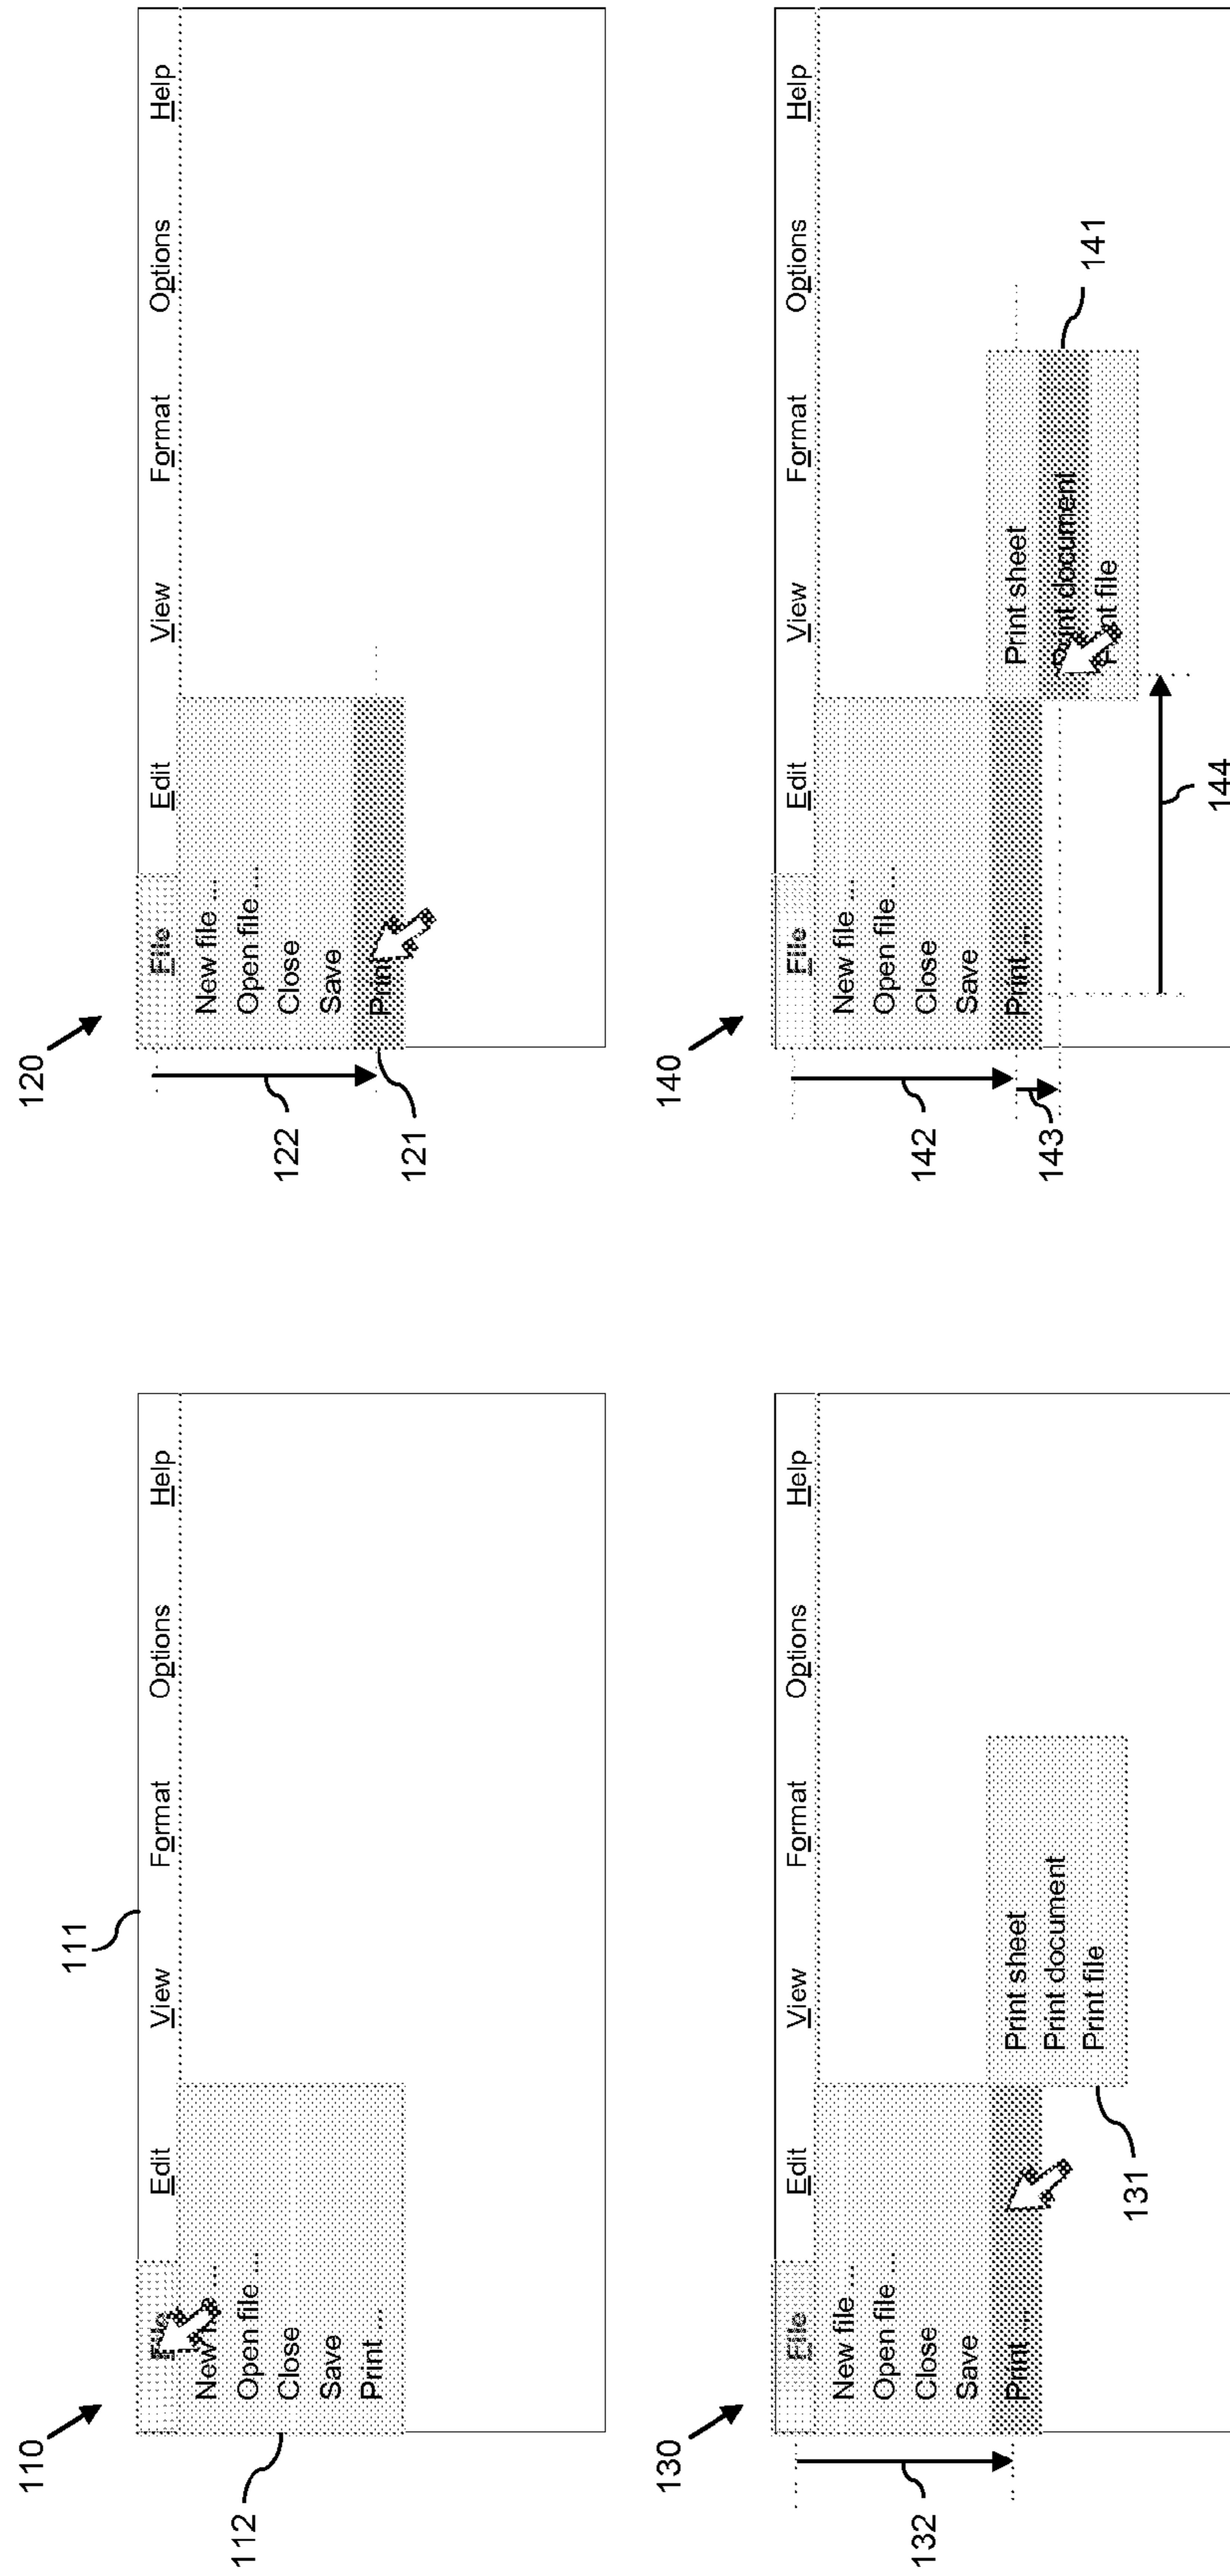 110
111
File Edit View Format Options Help
New file ...
Open file ...
Close
Save
Print ...
112
120
File Edit View Format Options Help
New file ...
Open file ...
Close
Save
Print
122
121
130
File Edit View Format Options Help
New file ...
Open file ...
Close
Save
Print ...
Print sheet
Print document
Print file
132
131
140
File Edit View Format Options Help
New file ...
Open file ...
Close
Save
Print ...
Print sheet
Print document
Print file
141
142
143
144